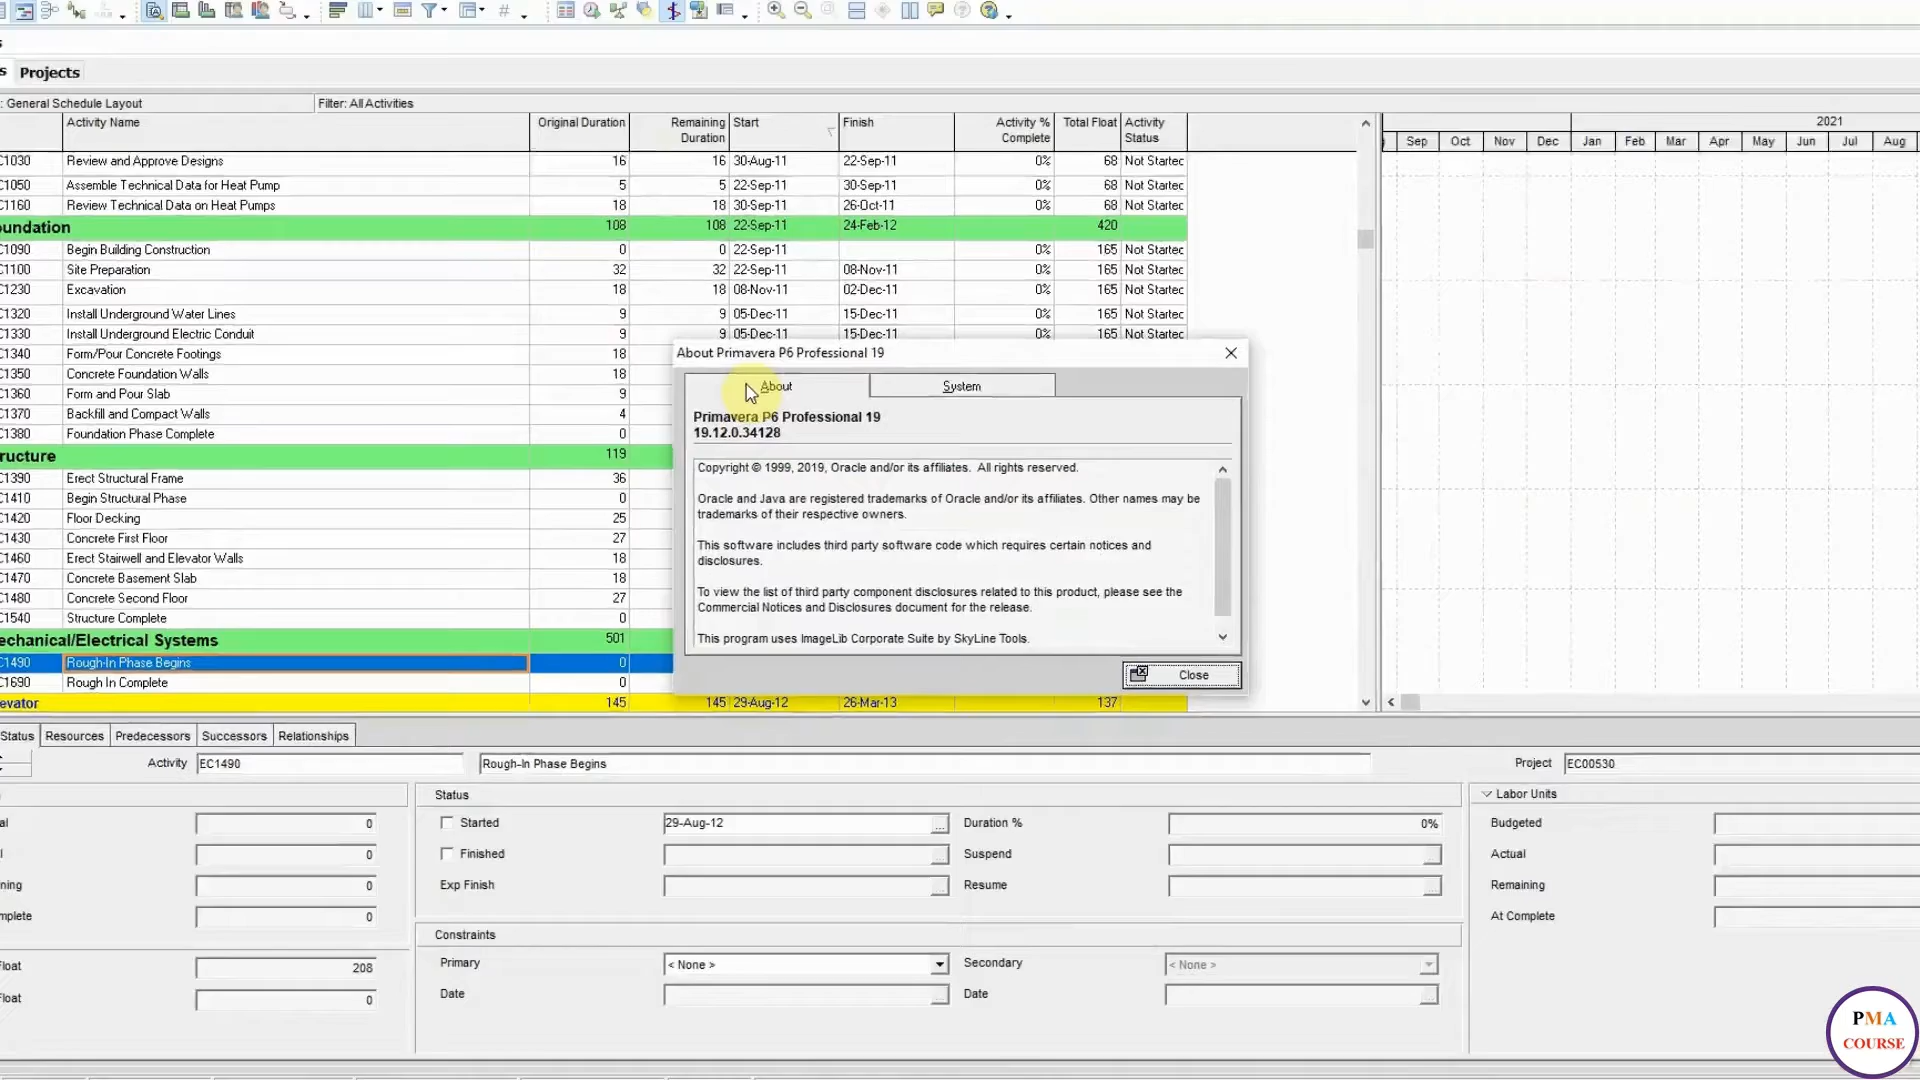 Projects
: General Schedule Layout Filter: All Activities
Activity Name Original Duration Remaining Duration Start Finish Activity % Complete Total Float Activity Status
2021
Sep Oct Nov Dec Jan Feb Mar Apr May Jun Jul Aug
C1030 Review and Approve Designs 16 16 30-Aug-11 22-Sep-11 0% 68 Not Startec
C1050 Assemble Technical Data for Heat Pump 5 5 22-Sep-11 30-Sep-11 0% 68 Not Startec
C1160 Review Technical Data on Heat Pumps 18 18 30-Sep-11 26-Oct-11 0% 68 Not Startec
oundation 108 108 22-Sep-11 24-Feb-12 420
C1090 Begin Building Construction 0 0 22-Sep-11 0% 165 Not Startec
C1100 Site Preparation 32 32 22-Sep-11 08-Nov-11 0% 165 Not Startec
C1230 Excavation 18 18 08-Nov-11 02-Dec-11 0% 165 Not Startec
C1320 Install Underground Water Lines 9 9 05-Dec-11 15-Dec-11 0% 165 Not Startec
C1330 Install Underground Electric Conduit 9 9 05-Dec-11 15-Dec-11 0% 165 Not Startec
C1340 Form/Pour Concrete Footings 18
C1350 Concrete Foundation Walls 18
C1360 Form and Pour Slab 9
C1370 Backfill and Compact Walls 4
C1380 Foundation Phase Complete 0
ructure 119
C1390 Erect Structural Frame 36
C1410 Begin Structural Phase 0
C1420 Floor Decking 25
C1430 Concrete First Floor 27
C1460 Erect Stairwell and Elevator Walls 18
C1470 Concrete Basement Slab 18
C1480 Concrete Second Floor 27
C1540 Structure Complete 0
echanical/Electrical Systems 501
C1490 Rough-In Phase Begins 0
C1690 Rough In Complete 0
evator 145 145 29-Aug-12 26-Mar-13 137
About Primavera P6 Professional 19
About System
Primavera P6 Professional 19
19.12.0.34128
Copyright © 1999, 2019, Oracle and/or its affiliates. All rights reserved.
Oracle and Java are registered trademarks of Oracle and/or its affiliates. Other names may be
trademarks of their respective owners.
This software includes third party software code which requires certain notices and
disclosures.
To view the list of third party component disclosures related to this product, please see the
Commercial Notices and Disclosures document for the release.
This program uses ImageLib Corporate Suite by SkyLine Tools.
Close
Status Resources Predecessors Successors Relationships
Activity EC1490 Rough-In Phase Begins Project EC00530
Status Labor Units
al 0 Started 29-Aug-12 Duration % 0% Budgeted
l 0 Finished Suspend Actual
ning 0 Exp Finish Resume Remaining
mplete 0 At Complete
Constraints
Float 208 Primary < None > Secondary < None >
Float 0 Date Date
PMA
COURSE